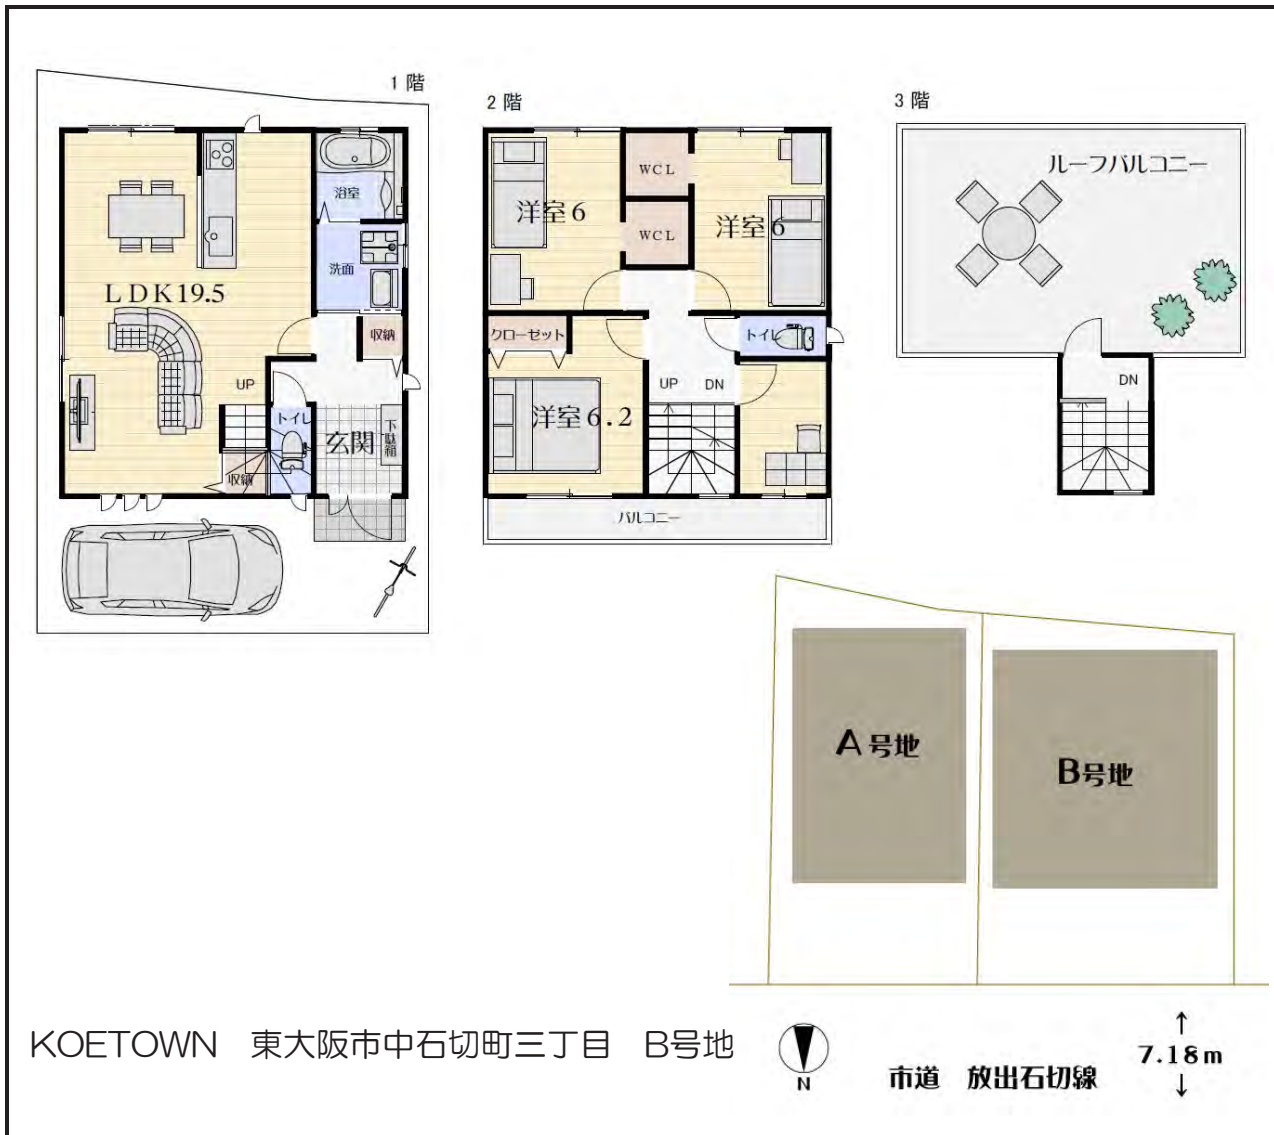 1階
浴室
洗面
LDK19.5
収納
UP
トイレ
玄関
下駄箱
収納
2階
WCL
洋室6
WCL
洋室6
クローゼット
トイレ
UP
DN
洋室6.2
バルコニー
3階
ルーフバルコニー
DN
A号地
B号地
KOETOWN 東大阪市中石切町三丁目 B号地
N
市道 放出石切線
7.18m